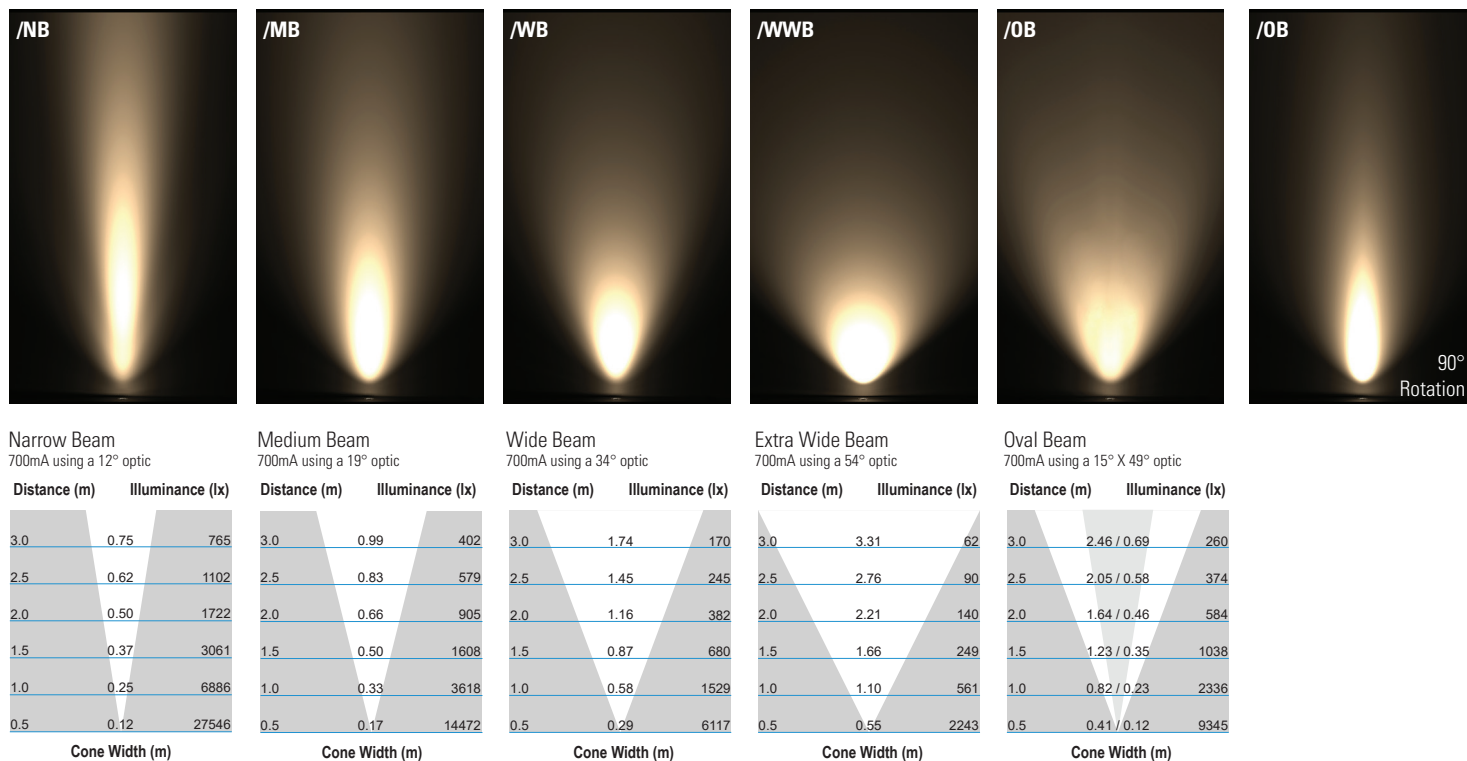 /NB
/MB
/WB
/WWB
/OB
/OB
90°
Rotation
Narrow Beam
700mA using a 12° optic
Distance (m) Illuminance (lx)
3.0 0.75 765
2.5 0.62 1102
2.0 0.50 1722
1.5 0.37 3061
1.0 0.25 6886
0.5 0.12 27546
Cone Width (m)
Medium Beam
700mA using a 19° optic
Distance (m) Illuminance (lx)
3.0 0.99 402
2.5 0.83 579
2.0 0.66 905
1.5 0.50 1608
1.0 0.33 3618
0.5 0.17 14472
Cone Width (m)
Wide Beam
700mA using a 34° optic
Distance (m) Illuminance (lx)
3.0 1.74 170
2.5 1.45 245
2.0 1.16 382
1.5 0.87 680
1.0 0.58 1529
0.5 0.29 6117
Cone Width (m)
Extra Wide Beam
700mA using a 54° optic
Distance (m) Illuminance (lx)
3.0 3.31 62
2.5 2.76 90
2.0 2.21 140
1.5 1.66 249
1.0 1.10 561
0.5 0.55 2243
Cone Width (m)
Oval Beam
700mA using a 15° X 49° optic
Distance (m) Illuminance (lx)
3.0 2.46 / 0.69 260
2.5 2.05 / 0.58 374
2.0 1.64 / 0.46 584
1.5 1.23 / 0.35 1038
1.0 0.82 / 0.23 2336
0.5 0.41 / 0.12 9345
Cone Width (m)